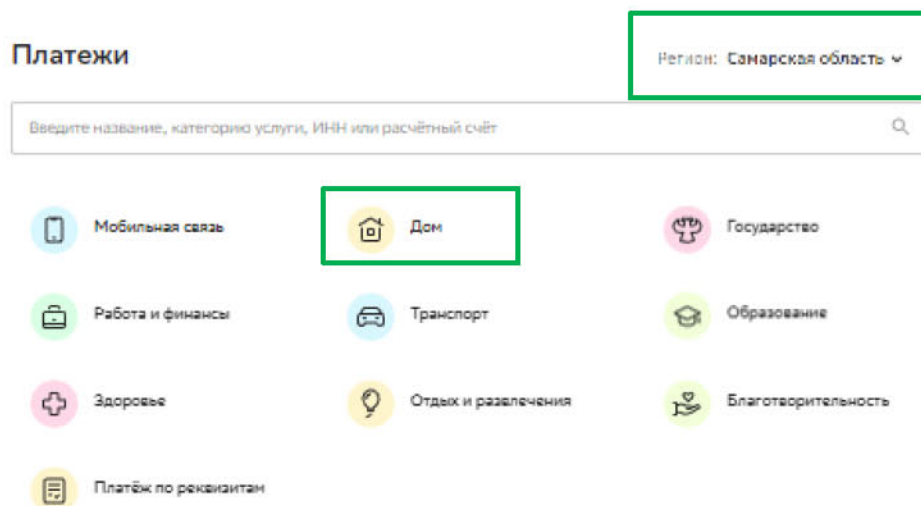 Платежи
Регион: Самарская область
Введите название, категорию услуги, ИНН или расчётный счёт
Мобильная связь
Дом
Государство
Работа и финансы
Транспорт
Образование
Здоровье
Отдых и развлечения
Благотворительность
Платёж по реквизитам